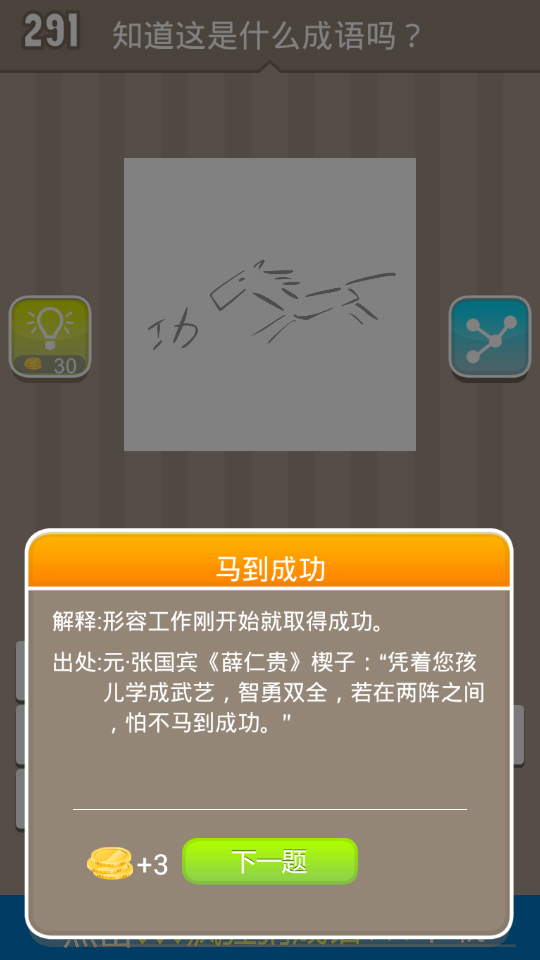 291 知道这是什么成语吗？
功
30
马到成功
解释:形容工作刚开始就取得成功。
出处:元·张国宾《薛仁贵》楔子：“凭着您孩
儿学成武艺，智勇双全，若在两阵之间
，怕不马到成功。”
+3 下一题